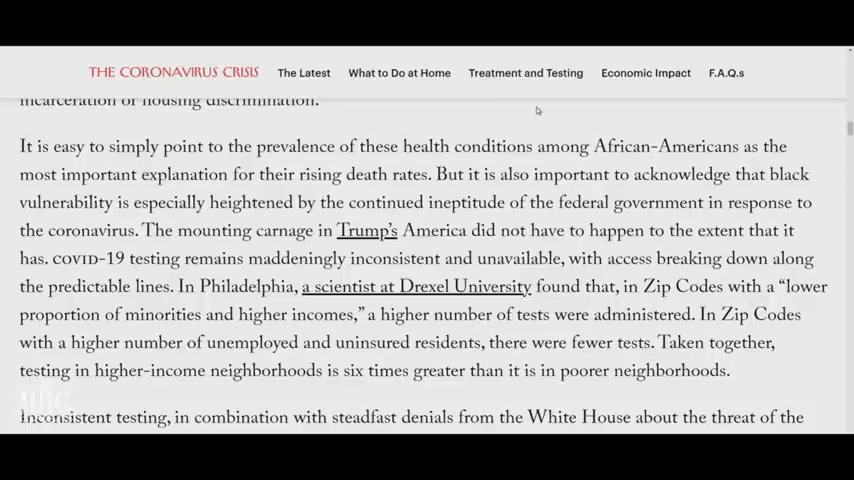 THE CORONAVIRUS CRISIS The Latest What to Do at Home Treatment and Testing Economic Impact F.A.Q.s
incarceration or housing discrimination.
It is easy to simply point to the prevalence of these health conditions among African-Americans as the
most important explanation for their rising death rates. But it is also important to acknowledge that black
vulnerability is especially heightened by the continued ineptitude of the federal government in response to
the coronavirus. The mounting carnage in Trump’s America did not have to happen to the extent that it
has. COVID-19 testing remains maddeningly inconsistent and unavailable, with access breaking down along
the predictable lines. In Philadelphia, a scientist at Drexel University found that, in Zip Codes with a “lower
proportion of minorities and higher incomes,” a higher number of tests were administered. In Zip Codes
with a higher number of unemployed and uninsured residents, there were fewer tests. Taken together,
testing in higher-income neighborhoods is six times greater than it is in poorer neighborhoods.
Inconsistent testing, in combination with steadfast denials from the White House about the threat of the